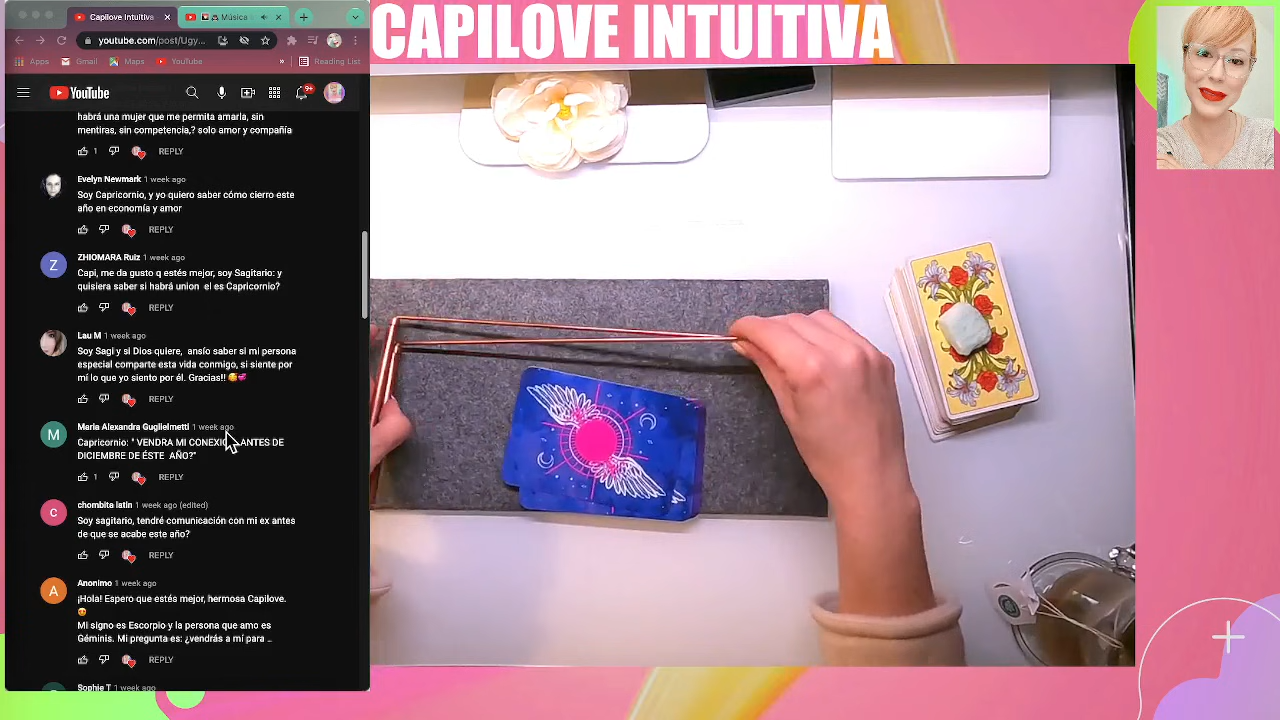 Capilove Intuitiva
Música
youtube.com/post/Ugy...
Apps
Gmail
Maps
YouTube
»
Reading List
YouTube
9+
habrá una mujer que me permita amarla, sin
mentiras, sin competencia,? solo amor y compañía
1
REPLY
Evelyn Newmark 1 week ago
Soy Capricornio, y yo quiero saber cómo cierro este
año en economía y amor
REPLY
Z
ZHIOMARA Ruiz 1 week ago
Capi, me da gusto q estés mejor, soy Sagitario: y
quisiera saber si habrá union el es Capricornio?
REPLY
Lau M 1 week ago
Soy Sagi y si Dios quiere, ansío saber si mi persona
especial comparte esta vida conmigo, si siente por
mí lo que yo siento por él. Gracias!! 🥰💞
REPLY
M
Maria Alexandra Guglielmetti 1 week ago
Capricornio: " VENDRA MI CONEXIÓ ANTES DE
DICIEMBRE DE ÉSTE AÑO?"
1
REPLY
c
chombita latin 1 week ago (edited)
Soy sagitario, tendré comunicación con mi ex antes
de que se acabe este año?
REPLY
A
Anonimo 1 week ago
¡Hola! Espero que estés mejor, hermosa Capilove.
😍
Mi signo es Escorpio y la persona que amo es
Géminis. Mi pregunta es: ¿vendrás a mí para ..
REPLY
Sophie T 1 week ago
CAPILOVE INTUITIVA